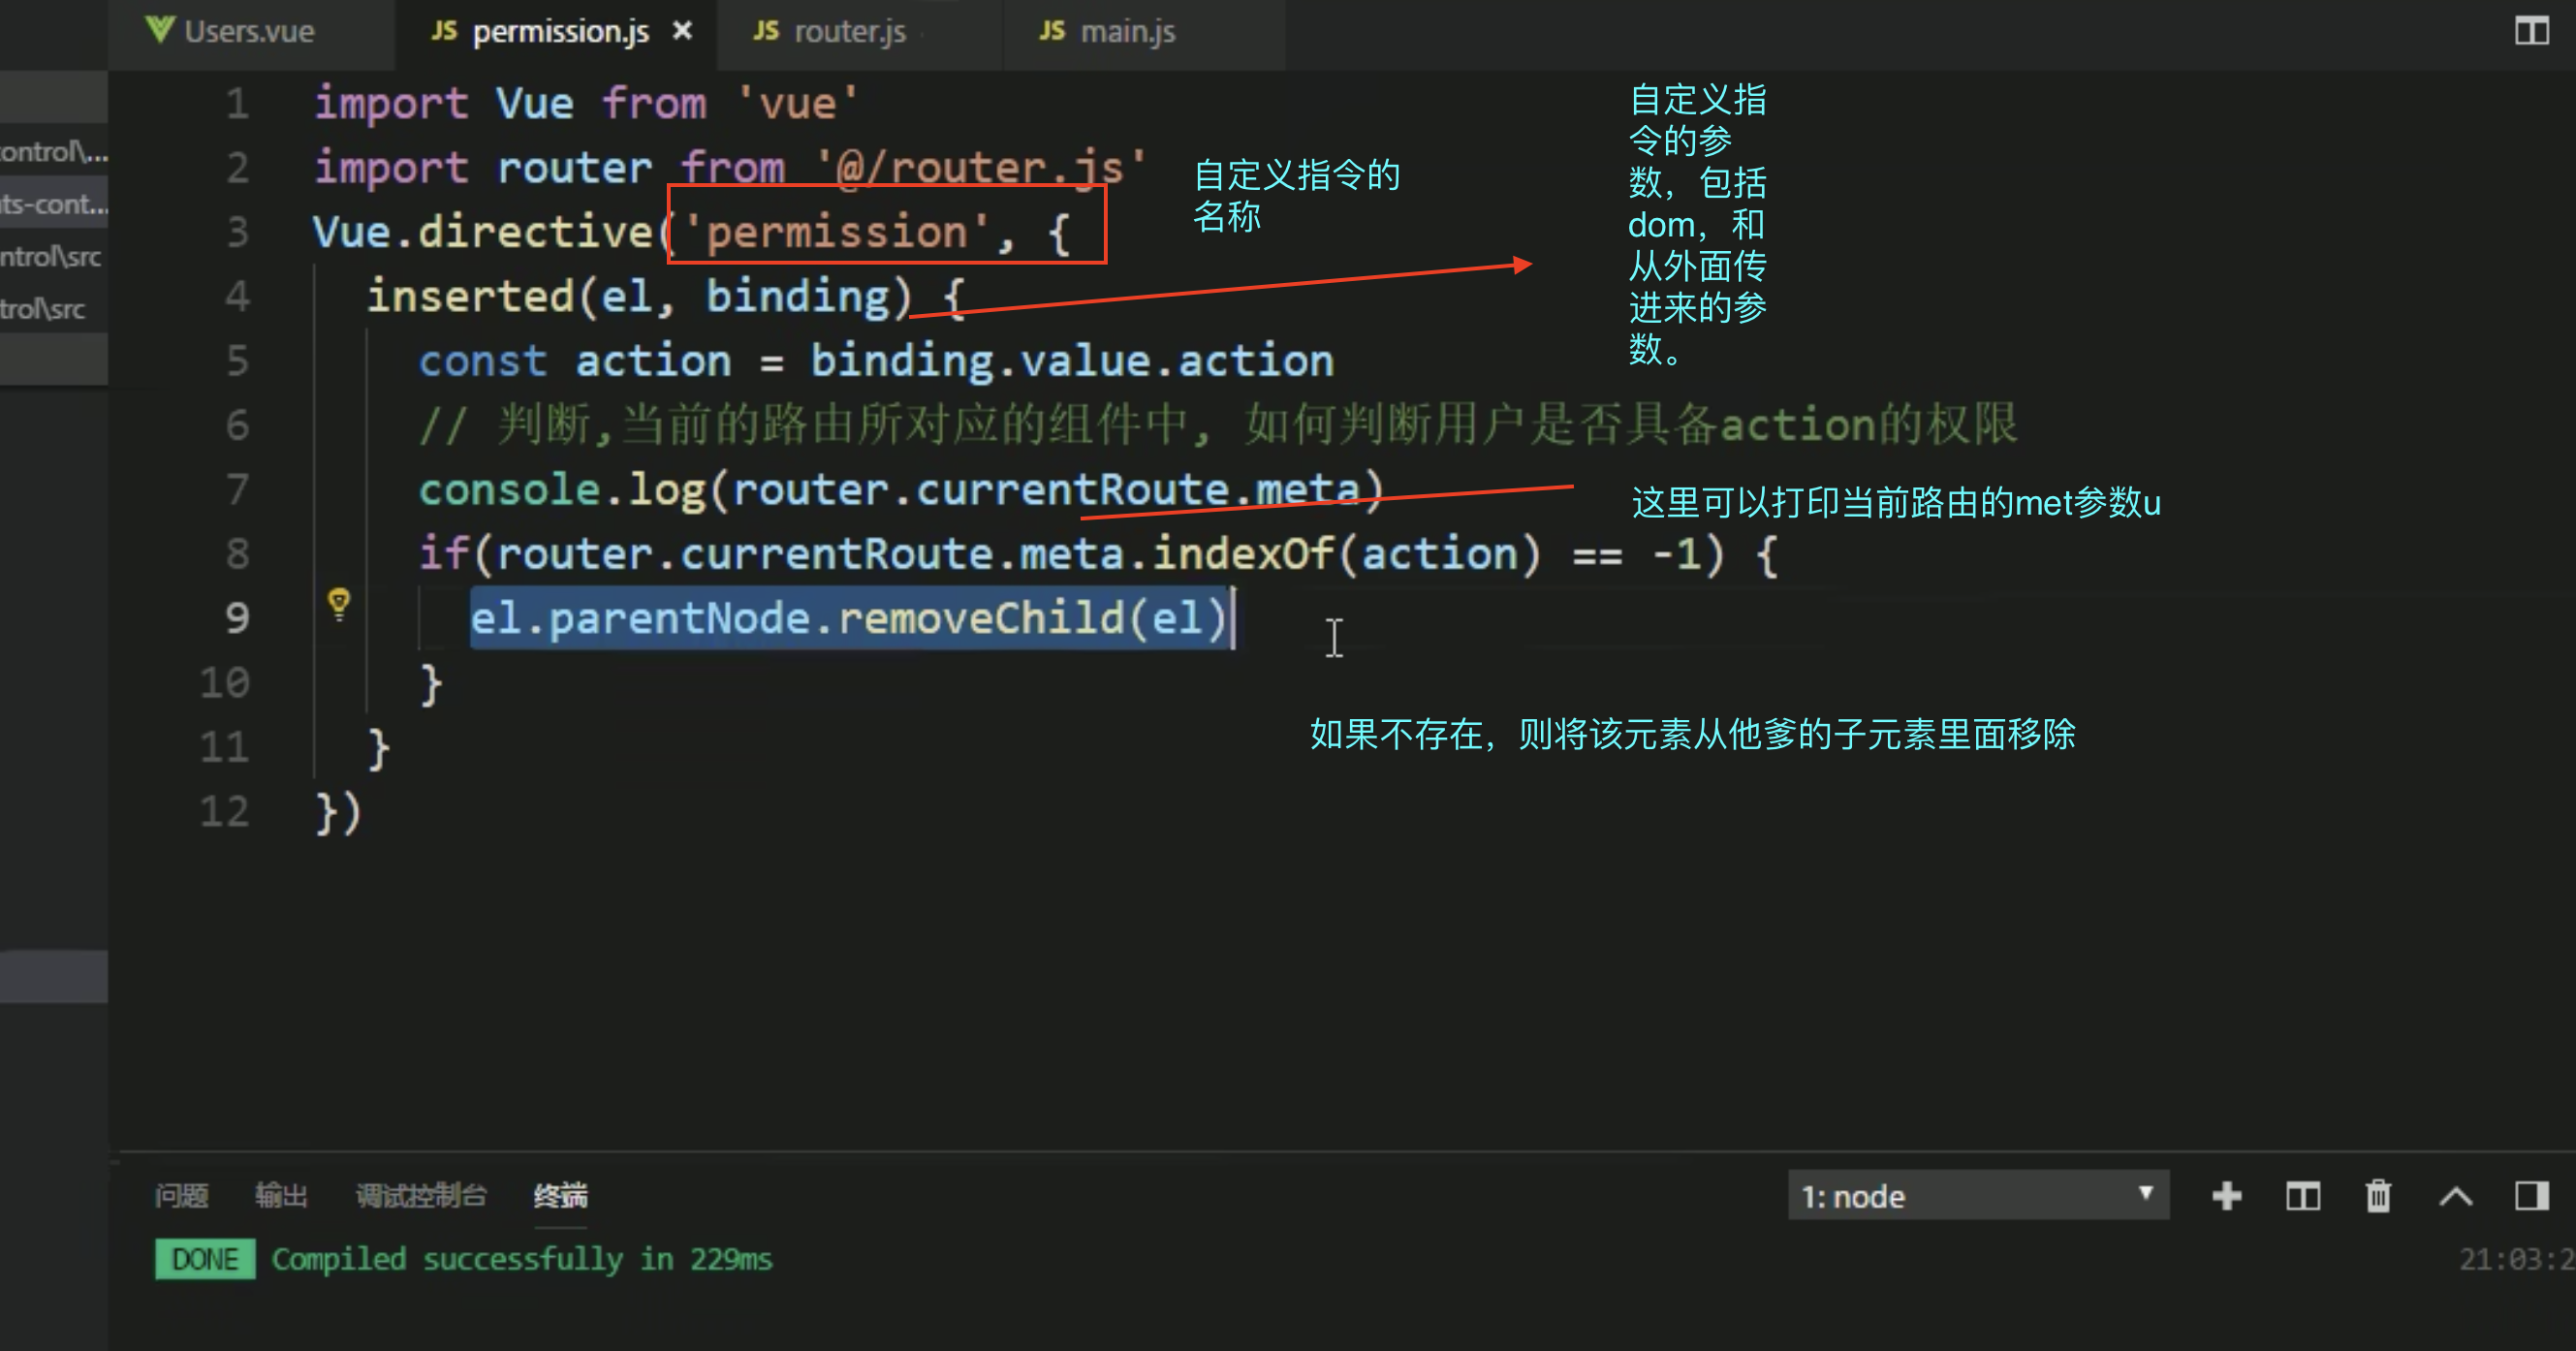 Users.vue
JS permission.js ×
JS router.js
JS main.js
ontrol\...
ts-cont...
ntrol\src
trol\src
1 import Vue from 'vue'
2 import router from '@/router.js'
3 Vue.directive('permission', {
4 inserted(el, binding) {
5 const action = binding.value.action
6 // 判断,当前的路由所对应的组件中, 如何判断用户是否具备action的权限
7 console.log(router.currentRoute.meta)
8 if(router.currentRoute.meta.indexOf(action) == -1) {
9 el.parentNode.removeChild(el)
10 }
11 }
12 })
自定义指令的
名称
自定义指
令的参
数，包括
dom，和
从外面传
进来的参
数。
这里可以打印当前路由的met参数u
如果不存在，则将该元素从他爹的子元素里面移除
问题 输出 调试控制台 终端
1: node
DONE Compiled successfully in 229ms
21:03:2